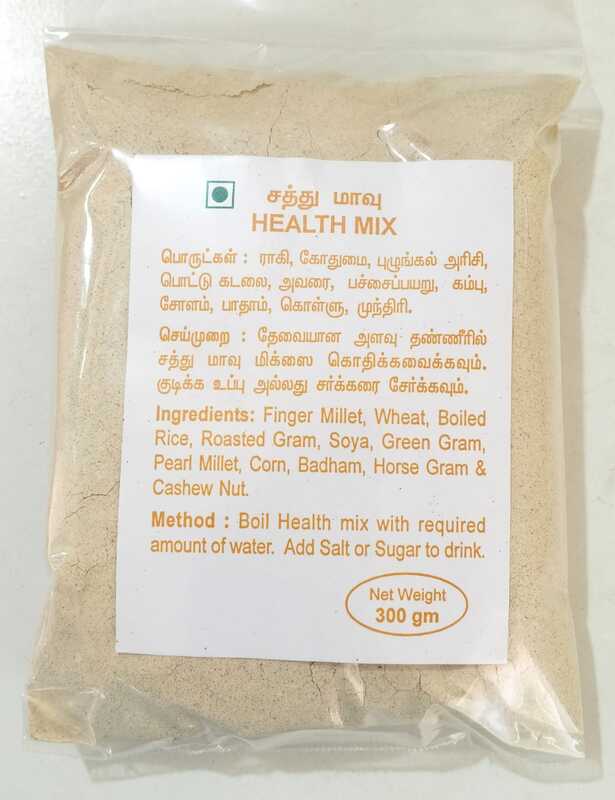 சத்து மாவு
HEALTH MIX
பொருட்கள் : ராகி, கோதுமை, புழுங்கல் அரிசி,
பொட்டு கடலை, அவரை, பச்சைப்பயறு, கம்பு,
சோளம், பாதாம், கொள்ளு, முந்திரி.
செய்முறை : தேவையான அளவு தண்ணீரில்
சத்து மாவு மிக்ஸை கொதிக்கவைக்கவும்.
குடிக்க உப்பு அல்லது சர்க்கரை சேர்க்கவும்.
Ingredients: Finger Millet, Wheat, Boiled
Rice, Roasted Gram, Soya, Green Gram,
Pearl Millet, Corn, Badham, Horse Gram &
Cashew Nut.
Method : Boil Health mix with required
amount of water. Add Salt or Sugar to drink.
Net Weight
300 gm